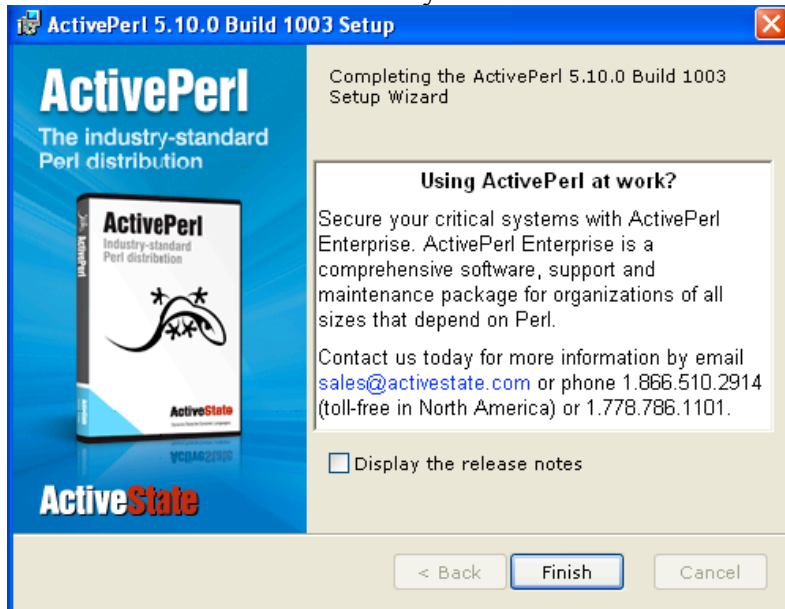 ActivePerl 5.10.0 Build 1003 Setup
ActivePerl
The industry-standard
Perl distribution
ActivePerl
ActivePerl
Industry-standard
Perl distribution
ActiveState
ActiveState
Completing the ActivePerl 5.10.0 Build 1003
Setup Wizard
Using ActivePerl at work?
Secure your critical systems with ActivePerl
Enterprise. ActivePerl Enterprise is a
comprehensive software, support and
maintenance package for organizations of all
sizes that depend on Perl.
Contact us today for more information by email
sales@activestate.com or phone 1.866.510.2914
(toll-free in North America) or 1.778.786.1101.
Display the release notes
< Back
Finish
Cancel